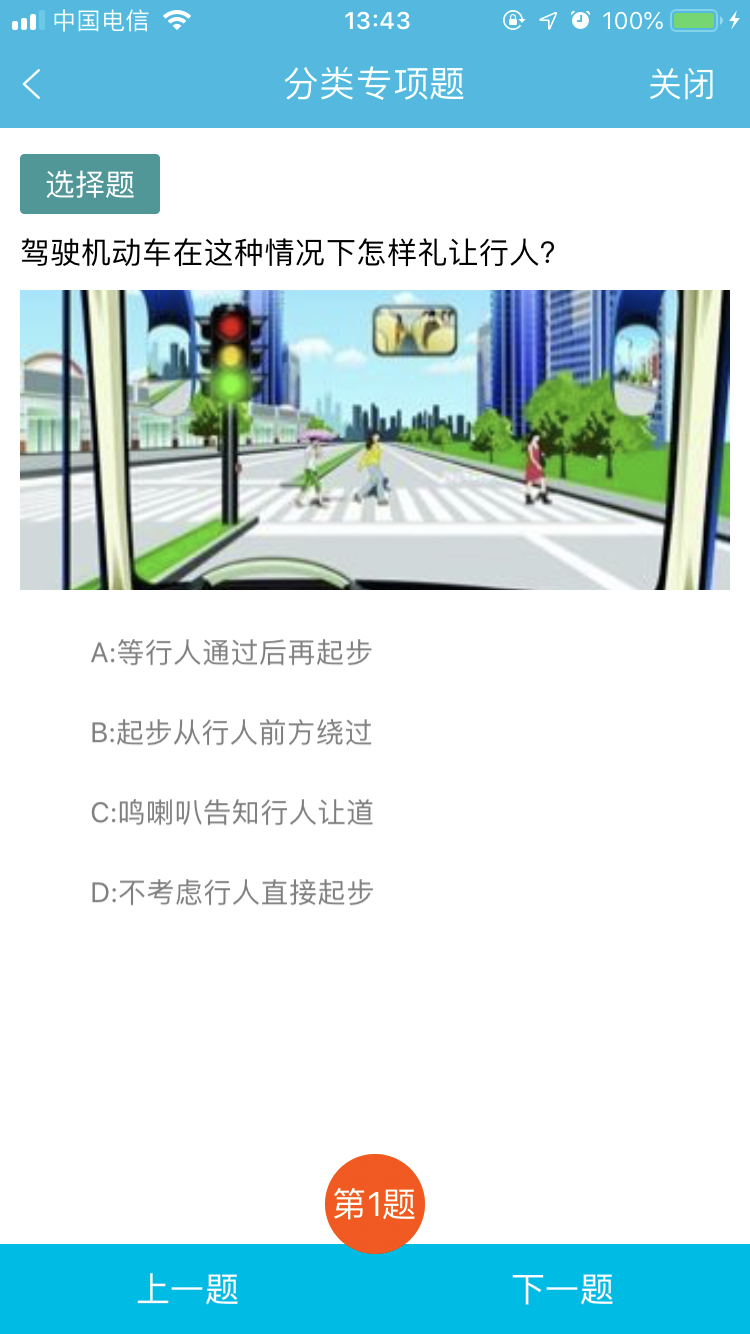 中国电信 13:43 100%
分类专项题 关闭
选择题
驾驶机动车在这种情况下怎样礼让行人?
A:等行人通过后再起步
B:起步从行人前方绕过
C:鸣喇叭告知行人让道
D:不考虑行人直接起步
第1题
上一题 下一题